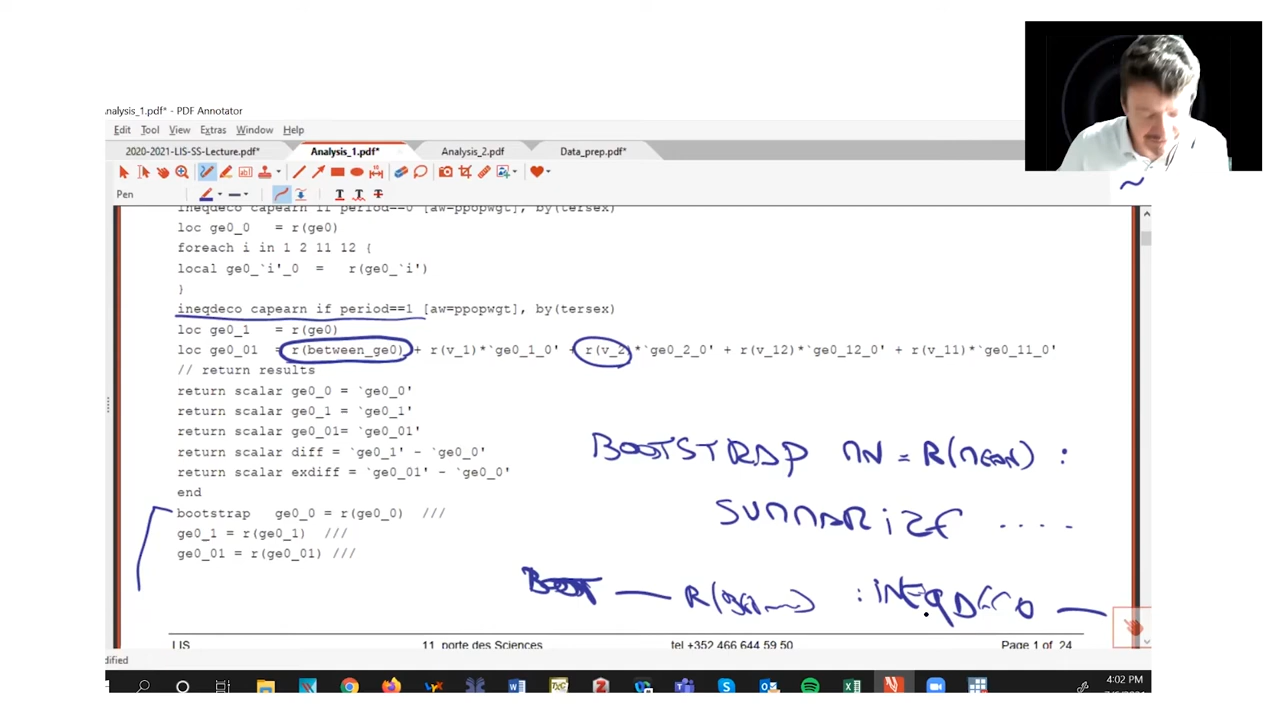 nalysis_1.pdf* - PDF Annotator
Edit Tool View Extras Window Help
2020-2021-LIS-SS-Lecture.pdf* Analysis_1.pdf* Analysis_2.pdf Data_prep.pdf*
Pen
ineqdeco capearn if period==0 [aw=ppopwgt], by(tersex)
loc ge0_0 = r(ge0)
foreach i in 1 2 11 12 {
local ge0_`i'_0 = r(ge0_`i')
}
ineqdeco capearn if period==1 [aw=ppopwgt], by(tersex)
loc ge0_1 = r(ge0)
loc ge0_01 = r(between_ge0) + r(v_1)*`ge0_1_0' + r(v_2)*`ge0_2_0' + r(v_12)*`ge0_12_0' + r(v_11)*`ge0_11_0'
// return results
return scalar ge0_0 = `ge0_0'
return scalar ge0_1 = `ge0_1'
return scalar ge0_01= `ge0_01'
return scalar diff = `ge0_1' - `ge0_0'
return scalar exdiff = `ge0_01' - `ge0_0'
end
BOOTSTRAP MN = R(MEAN) :
SUMMARIZE ....
bootstrap ge0_0 = r(ge0_0) ///
ge0_1 = r(ge0_1) ///
ge0_01 = r(ge0_01) ///
: INEQDECO
LIS 11 porte des Sciences tel +352 466 644 59 50 Page 1 of 24
dified
4:02 PM